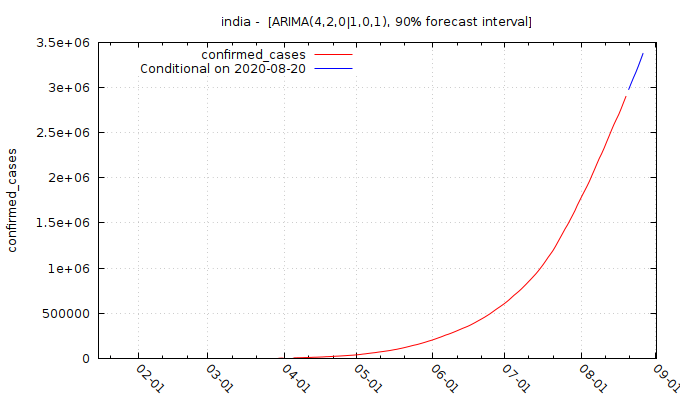 india -  [ARIMA(4,2,0|1,0,1), 90% forecast interval]
confirmed_cases
Conditional on 2020-08-20
3.5e+06
3e+06
2.5e+06
2e+06
1.5e+06
1e+06
500000
0
confirmed_cases
02-01
03-01
04-01
05-01
06-01
07-01
08-01
09-01